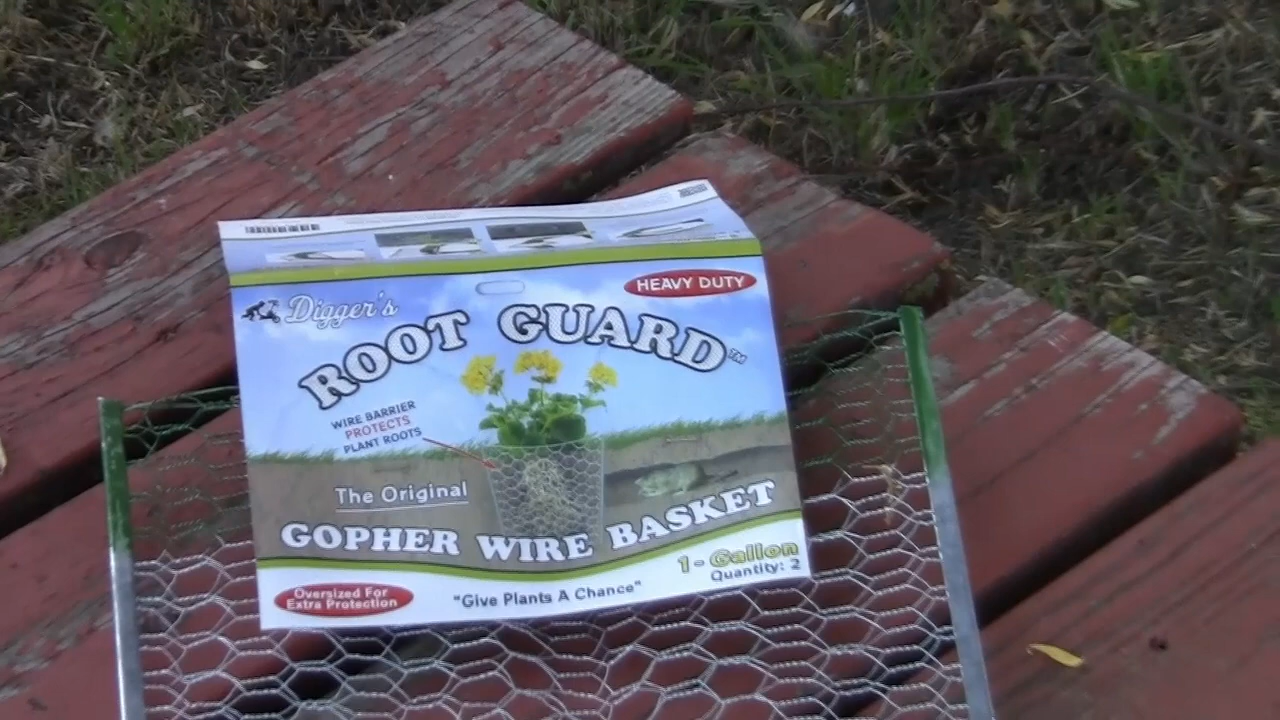 HEAVY DUTY
Digger's
ROOT GUARD™
WIRE BARRIER
PROTECTS
PLANT ROOTS
The Original
GOPHER WIRE BASKET
1 - Gallon
Quantity: 2
Oversized For
Extra Protection
"Give Plants A Chance"